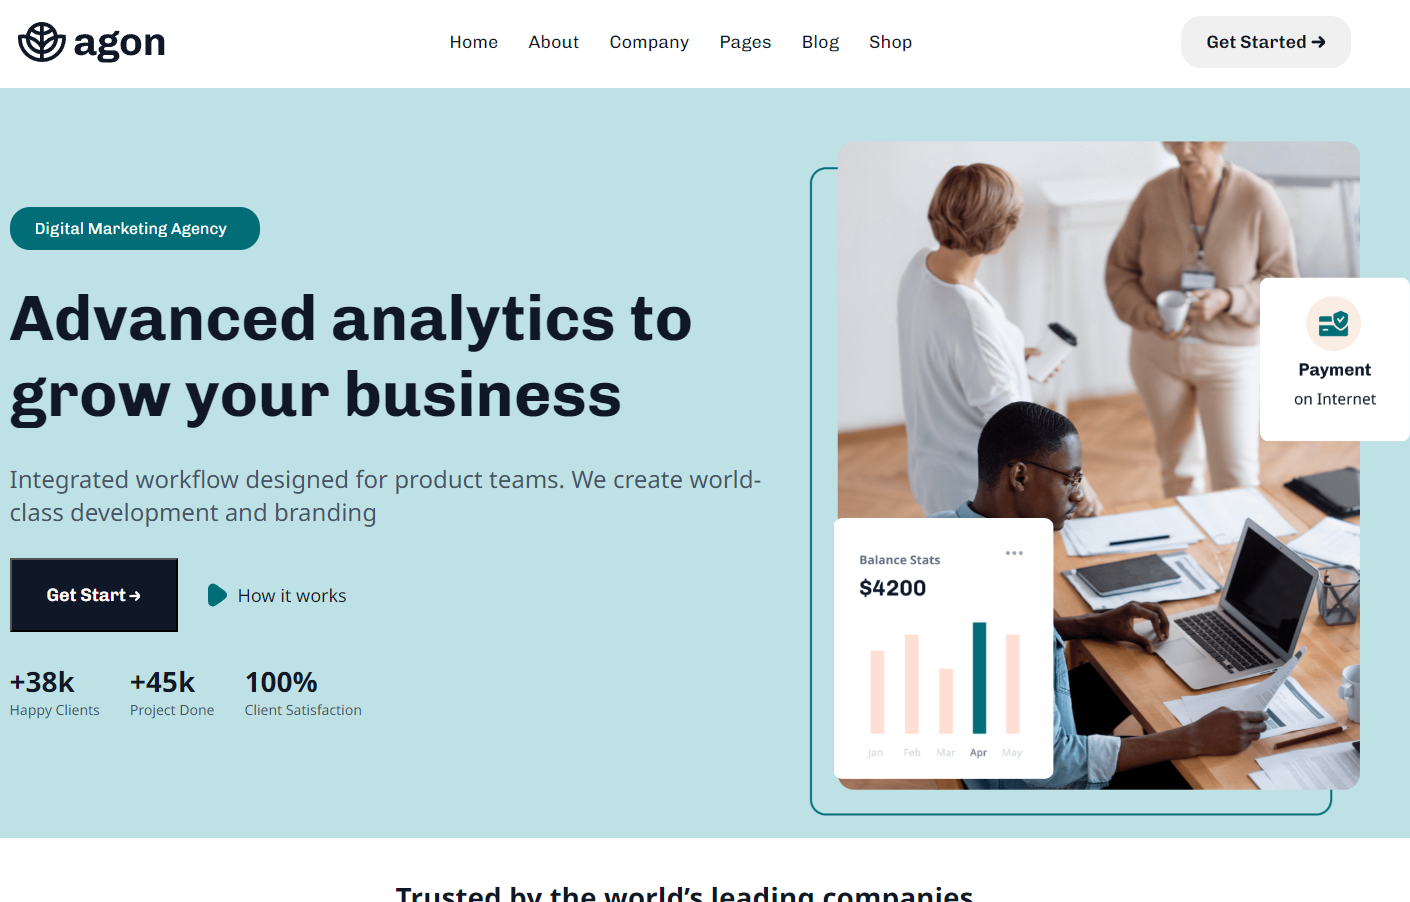 agon
Home About Company Pages Blog Shop
Get Started →
Digital Marketing Agency
Advanced analytics to
grow your business
Integrated workflow designed for product teams. We create world-
class development and branding
Get Start →
How it works
+38k +45k 100%
Happy Clients Project Done Client Satisfaction
Payment
on Internet
Balance Stats
$4200
Jan Feb Mar Apr May
Trusted by the world’s leading companies